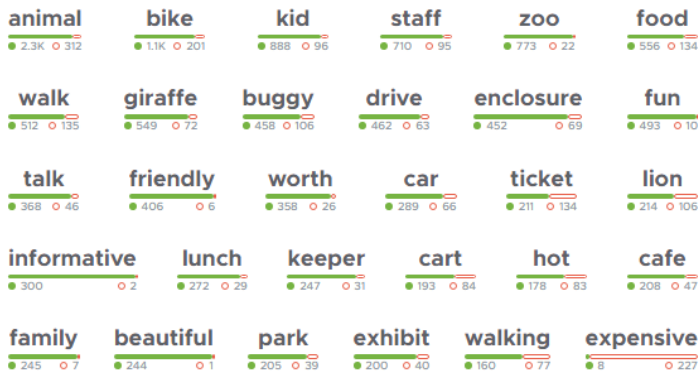 animal bike kid staff zoo food
2.3K 312 1.1K 201 888 96 710 95 773 22 556 134
walk giraffe buggy drive enclosure fun
512 135 549 72 458 106 462 63 452 69 493 10
talk friendly worth car ticket lion
368 46 406 6 358 26 289 66 211 134 214 106
informative lunch keeper cart hot cafe
300 2 272 29 247 31 193 84 178 83 208 47
family beautiful park exhibit walking expensive
245 7 244 1 205 39 200 40 160 77 8 227